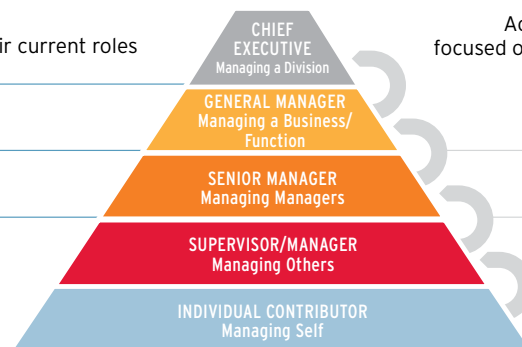 ir current roles
CHIEF
EXECUTIVE
Managing a Division
focused o
GENERAL MANAGER
Managing a Business/
Function
SENIOR MANAGER
Managing Managers
SUPERVISOR/MANAGER
Managing Others
INDIVIDUAL CONTRIBUTOR
Managing Self